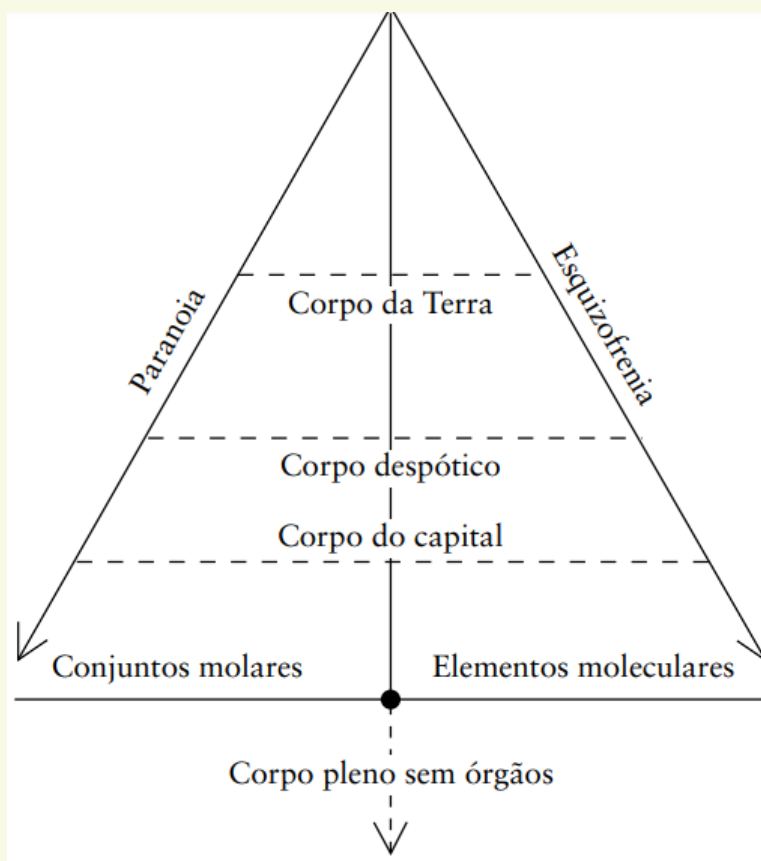 Paranoia
Esquizofrenia
Corpo da Terra
Corpo despótico
Corpo do capital
Conjuntos molares
Elementos moleculares
Corpo pleno sem órgãos